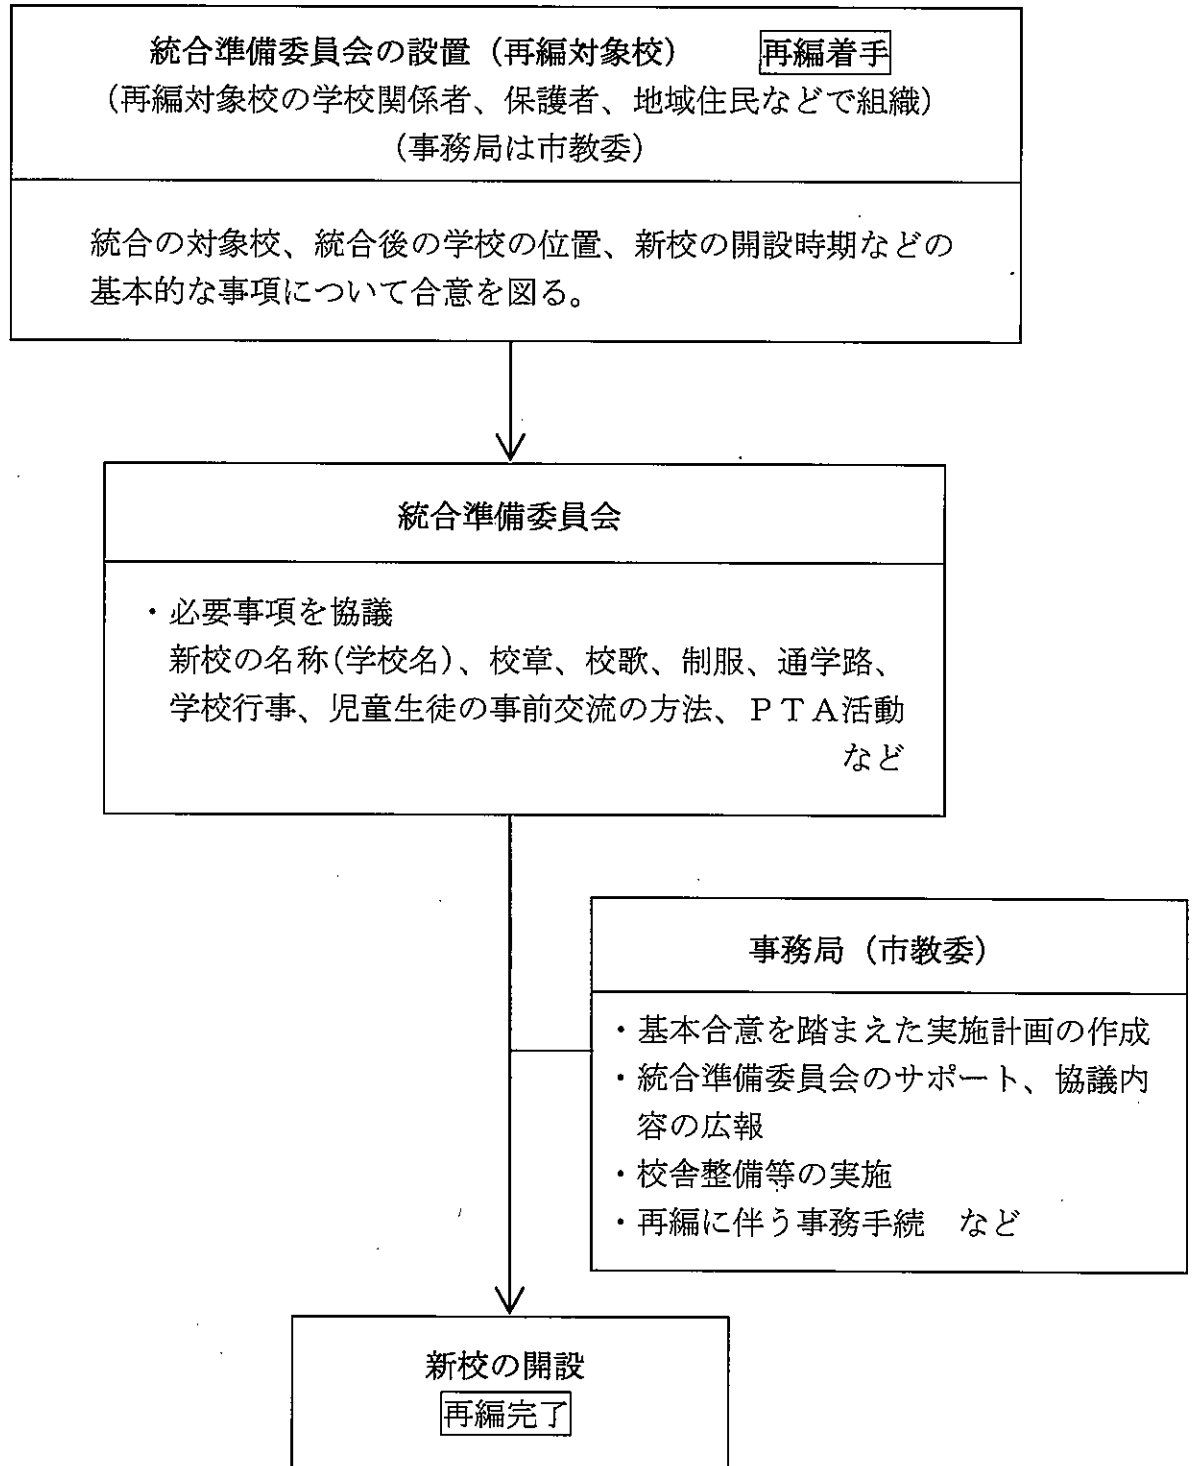 統合準備委員会の設置（再編対象校） 再編着手
（再編対象校の学校関係者、保護者、地域住民などで組織）
（事務局は市教委）
統合の対象校、統合後の学校の位置、新校の開設時期などの
基本的な事項について合意を図る。
統合準備委員会
・必要事項を協議
新校の名称(学校名)、校章、校歌、制服、通学路、
学校行事、児童生徒の事前交流の方法、ＰＴＡ活動
など
事務局（市教委）
・基本合意を踏まえた実施計画の作成
・統合準備委員会のサポート、協議内
容の広報
・校舎整備等の実施
・再編に伴う事務手続　など
新校の開設
再編完了